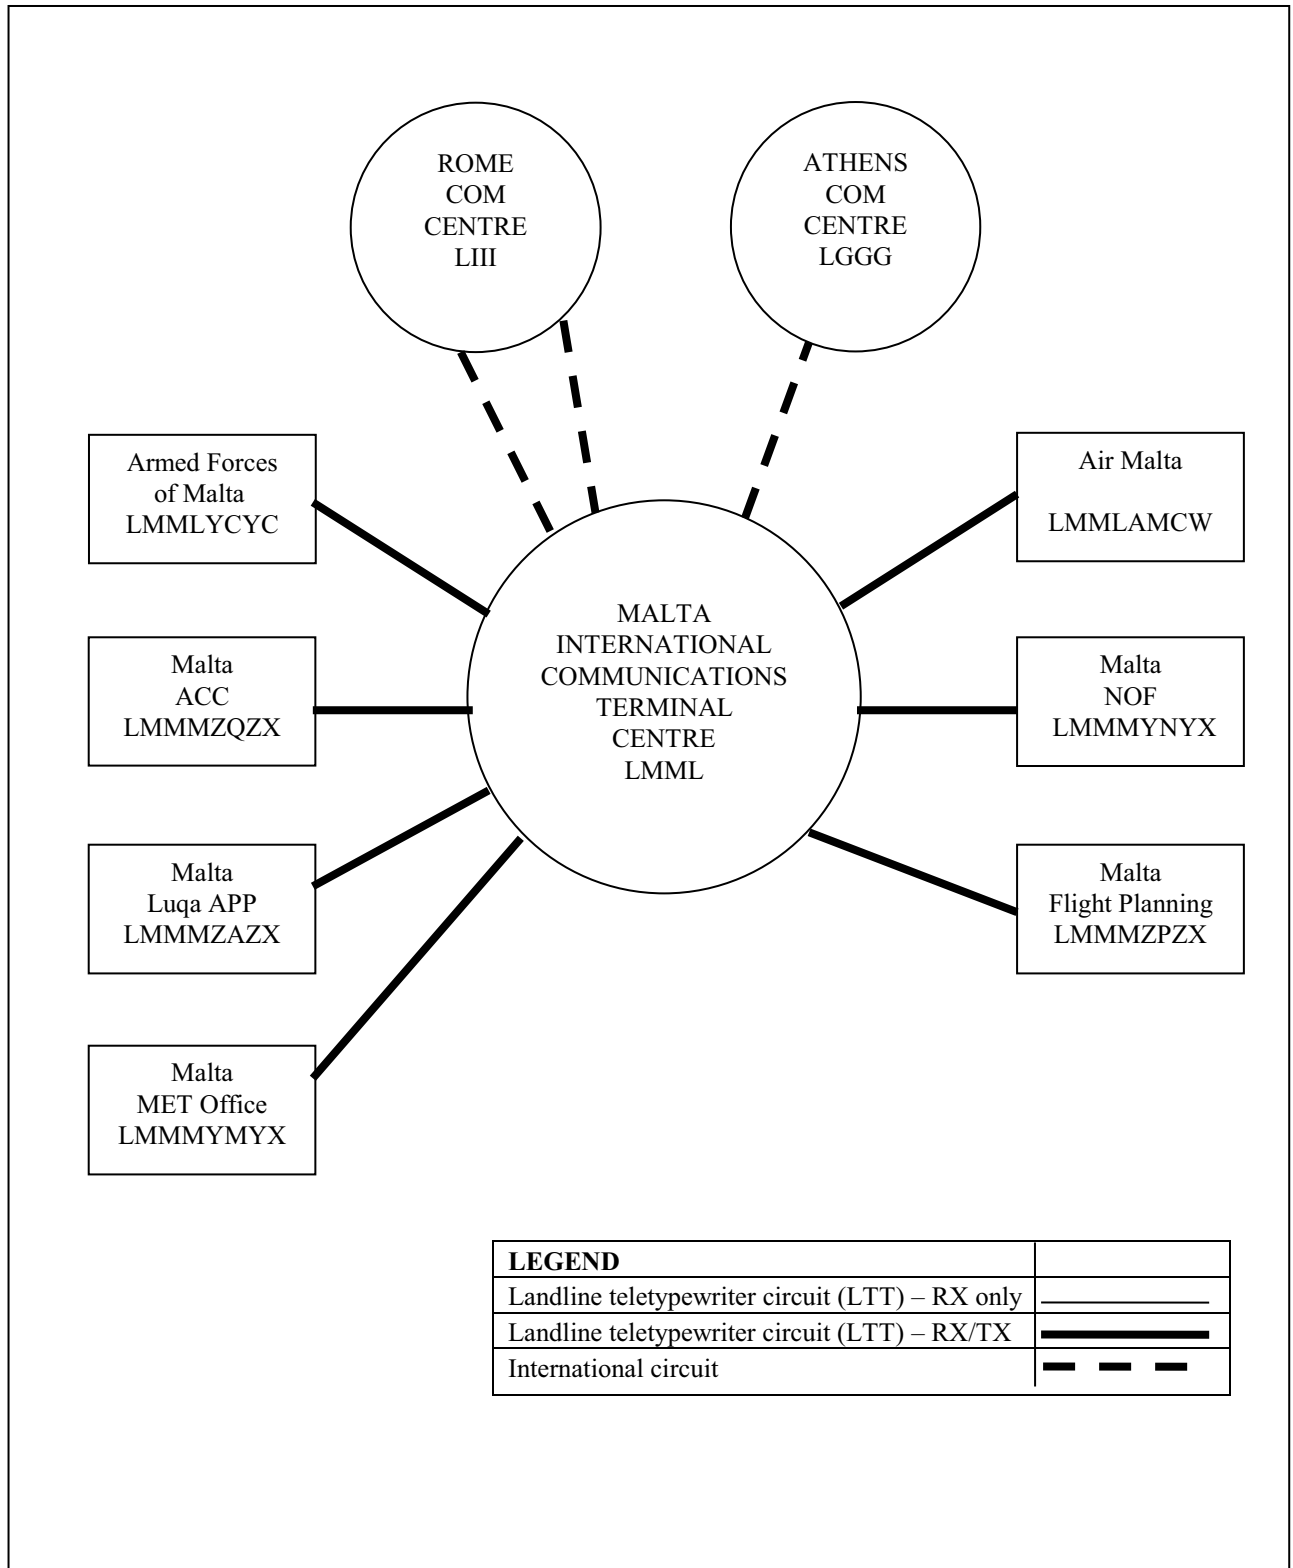 ROME
COM
CENTRE
LIII
ATHENS
COM
CENTRE
LGGG
Armed Forces
of Malta
LMMLYCYC
Air Malta
LMMLAMCW
MALTA
INTERNATIONAL
COMMUNICATIONS
TERMINAL
CENTRE
LMML
Malta
ACC
LMMMZQZX
Malta
NOF
LMMMYNYX
Malta
Luqa APP
LMMMZAZX
Malta
Flight Planning
LMMMZPZX
Malta
MET Office
LMMMYMYX
LEGEND
Landline teletypewriter circuit (LTT) – RX only
Landline teletypewriter circuit (LTT) – RX/TX
International circuit